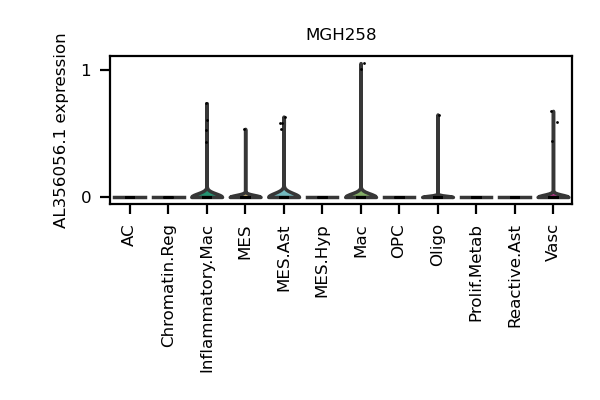 MGH258
AL356056.1 expression
1
0
AC
Chromatin.Reg
Inflammatory.Mac
MES
MES.Ast
MES.Hyp
Mac
OPC
Oligo
Prolif.Metab
Reactive.Ast
Vasc